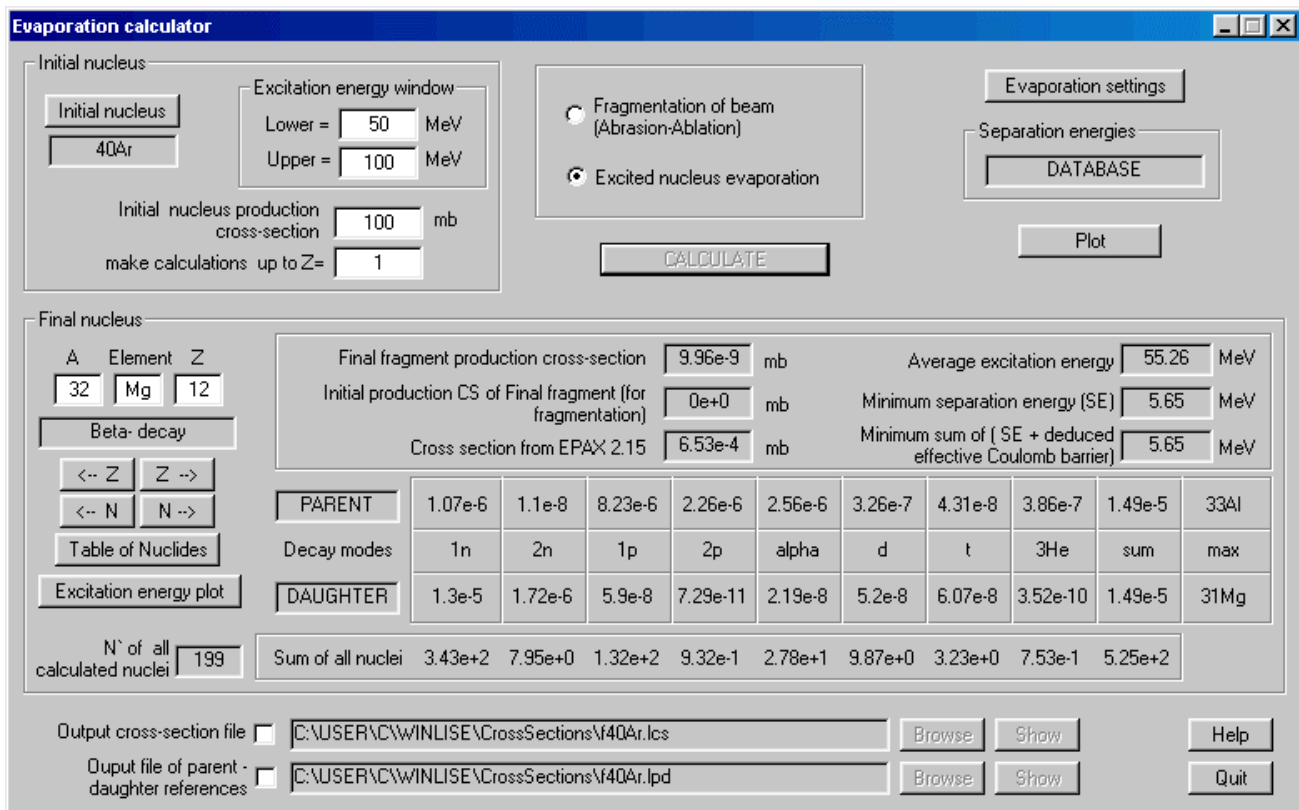 Evaporation calculator
Initial nucleus
Initial nucleus
40Ar
Excitation energy window
Lower = 50 MeV
Upper = 100 MeV
Initial nucleus production
cross-section
100 mb
make calculations up to Z= 1
Fragmentation of beam
(Abrasion-Ablation)
Excited nucleus evaporation
CALCULATE
Evaporation settings
Separation energies
DATABASE
Plot
Final nucleus
A Element Z
32 Mg 12
Beta- decay
<-- Z Z -->
<-- N N -->
Table of Nuclides
Excitation energy plot
N` of all
calculated nuclei
199
Final fragment production cross-section 9.96e-9 mb
Initial production CS of Final fragment (for
fragmentation)
0e+0 mb
Cross section from EPAX 2.15 6.53e-4 mb
Average excitation energy 55.26 MeV
Minimum separation energy (SE) 5.65 MeV
Minimum sum of ( SE + deduced
effective Coulomb barrier)
5.65 MeV
PARENT 1.07e-6 1.1e-8 8.23e-6 2.26e-6 2.56e-6 3.26e-7 4.31e-8 3.86e-7 1.49e-5 33Al
Decay modes 1n 2n 1p 2p alpha d t 3He sum max
DAUGHTER 1.3e-5 1.72e-6 5.9e-8 7.29e-11 2.19e-8 5.2e-8 6.07e-8 3.52e-10 1.49e-5 31Mg
Sum of all nuclei 3.43e+2 7.95e+0 1.32e+2 9.32e-1 2.78e+1 9.87e+0 3.23e+0 7.53e-1 5.25e+2
Output cross-section file C:\USER\C\WINLISE\CrossSections\f40Ar.lcs Browse Show Help
Ouput file of parent -
daughter references
C:\USER\C\WINLISE\CrossSections\f40Ar.lpd Browse Show Quit